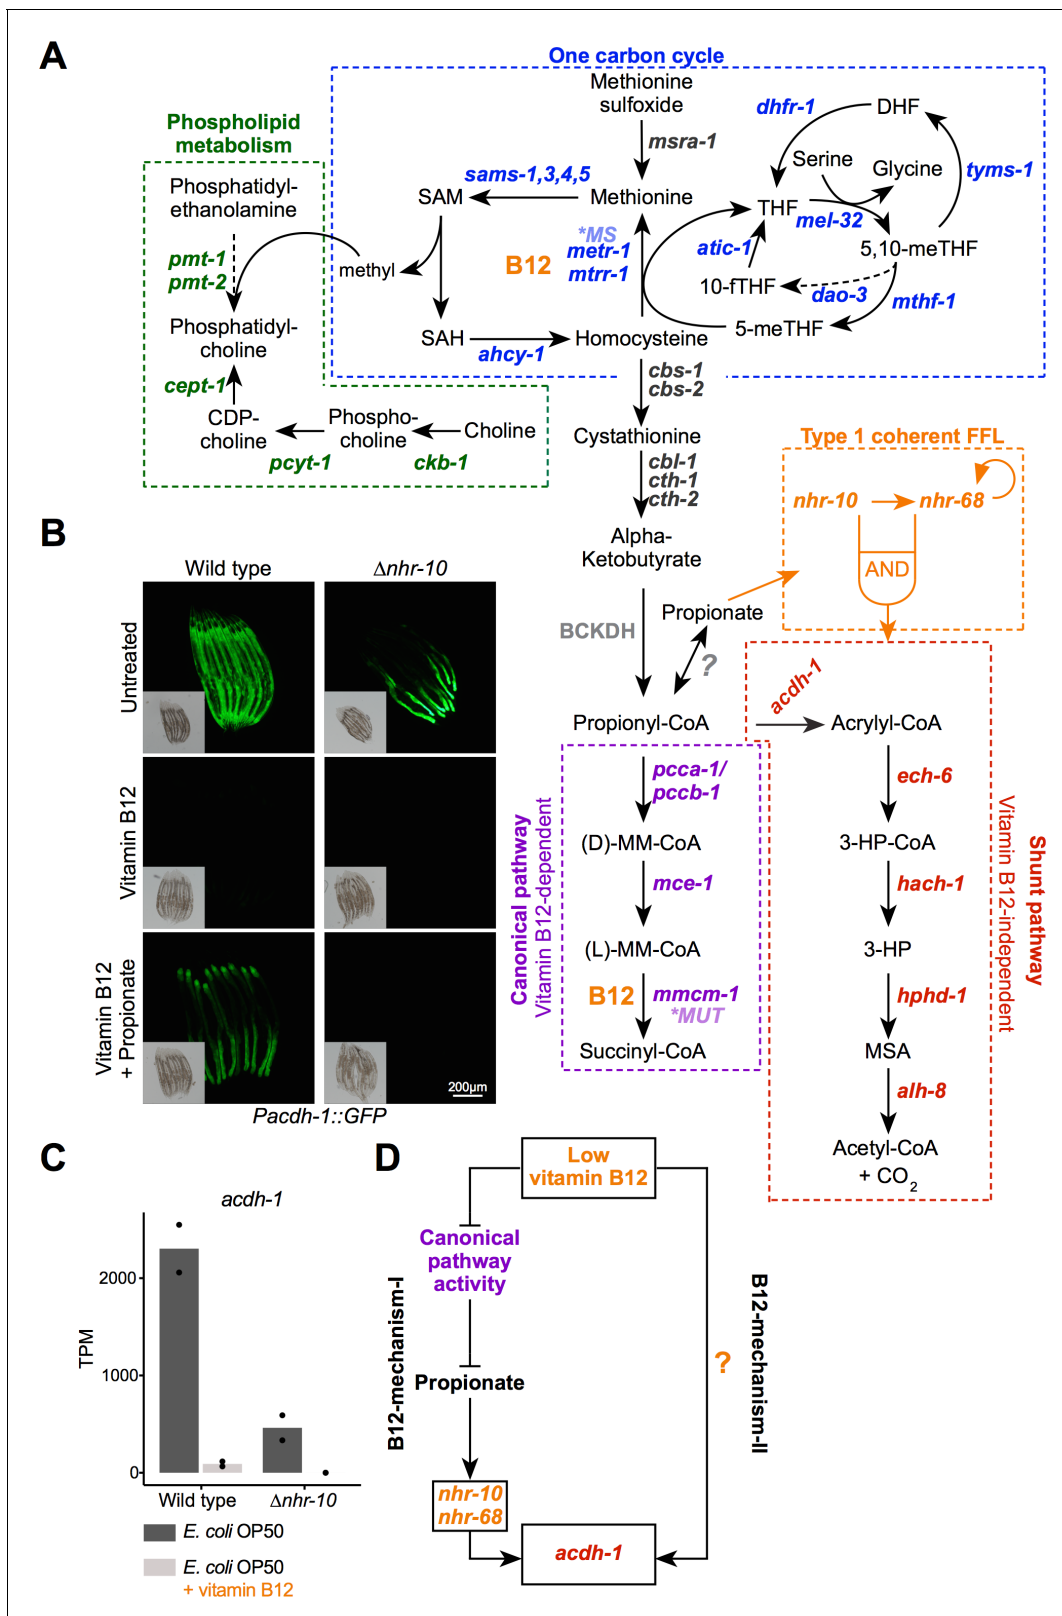 A
One carbon cycle
Methionine
sulfoxide
msra-1
dhfr-1
DHF
Serine
Glycine
tyms-1
sams-1,3,4,5
SAM
Methionine
THF
mel-32
*MS
metr-1
mtrr-1
B12
atic-1
5,10-meTHF
10-fTHF
dao-3
mthf-1
5-meTHF
methyl
SAH
ahcy-1
Homocysteine
Phospholipid
metabolism
Phosphatidyl-
ethanolamine
pmt-1
pmt-2
Phosphatidyl-
choline
cept-1
CDP-
choline
Phospho-
choline
Choline
pcyt-1
ckb-1
cbs-1
cbs-2
Cystathionine
cbl-1
cth-1
cth-2
Alpha-
Ketobutyrate
BCKDH
Propionate
?
Type 1 coherent FFL
nhr-10
nhr-68
AND
Propionyl-CoA
acdh-1
Acrylyl-CoA
pcca-1/
pccb-1
(D)-MM-CoA
mce-1
(L)-MM-CoA
B12
mmcm-1
*MUT
Succinyl-CoA
Canonical pathway
Vitamin B12-dependent
ech-6
3-HP-CoA
hach-1
3-HP
hphd-1
MSA
alh-8
Acetyl-CoA
+ CO2
Vitamin B12-independent
Shunt pathway
B
Wild type
Δnhr-10
Untreated
Vitamin B12
Vitamin B12
+ Propionate
200µm
Pacdh-1::GFP
C
acdh-1
TPM
2000
1000
0
Wild type
Δnhr-10
E. coli OP50
E. coli OP50
+ vitamin B12
D
Low
vitamin B12
Canonical
pathway
activity
Propionate
nhr-10
nhr-68
acdh-1
B12-mechanism-I
?
B12-mechanism-II